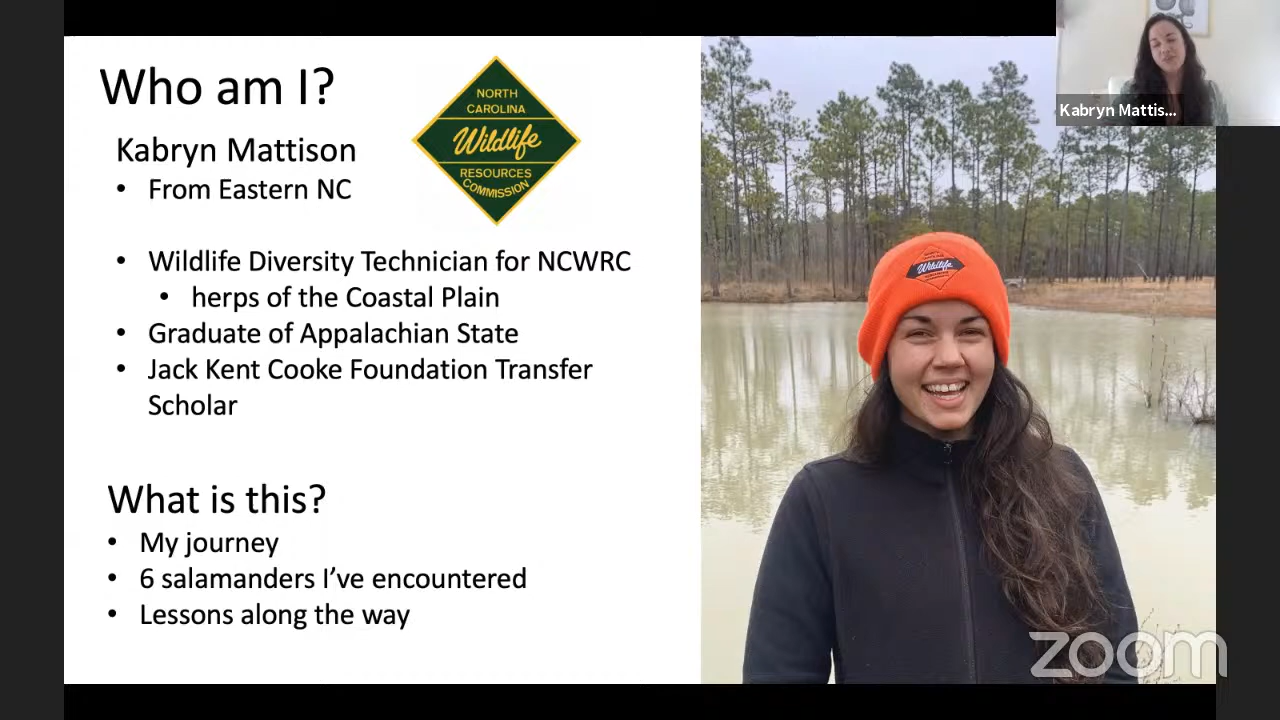 Who am I?
NORTH
CAROLINA
Wildlife
RESOURCES
COMMISSION
Kabryn Mattison
• From Eastern NC
• Wildlife Diversity Technician for NCWRC
• herps of the Coastal Plain
• Graduate of Appalachian State
• Jack Kent Cooke Foundation Transfer
Scholar
What is this?
• My journey
• 6 salamanders I’ve encountered
• Lessons along the way
Wildlife
Kabryn Mattis...
zoom